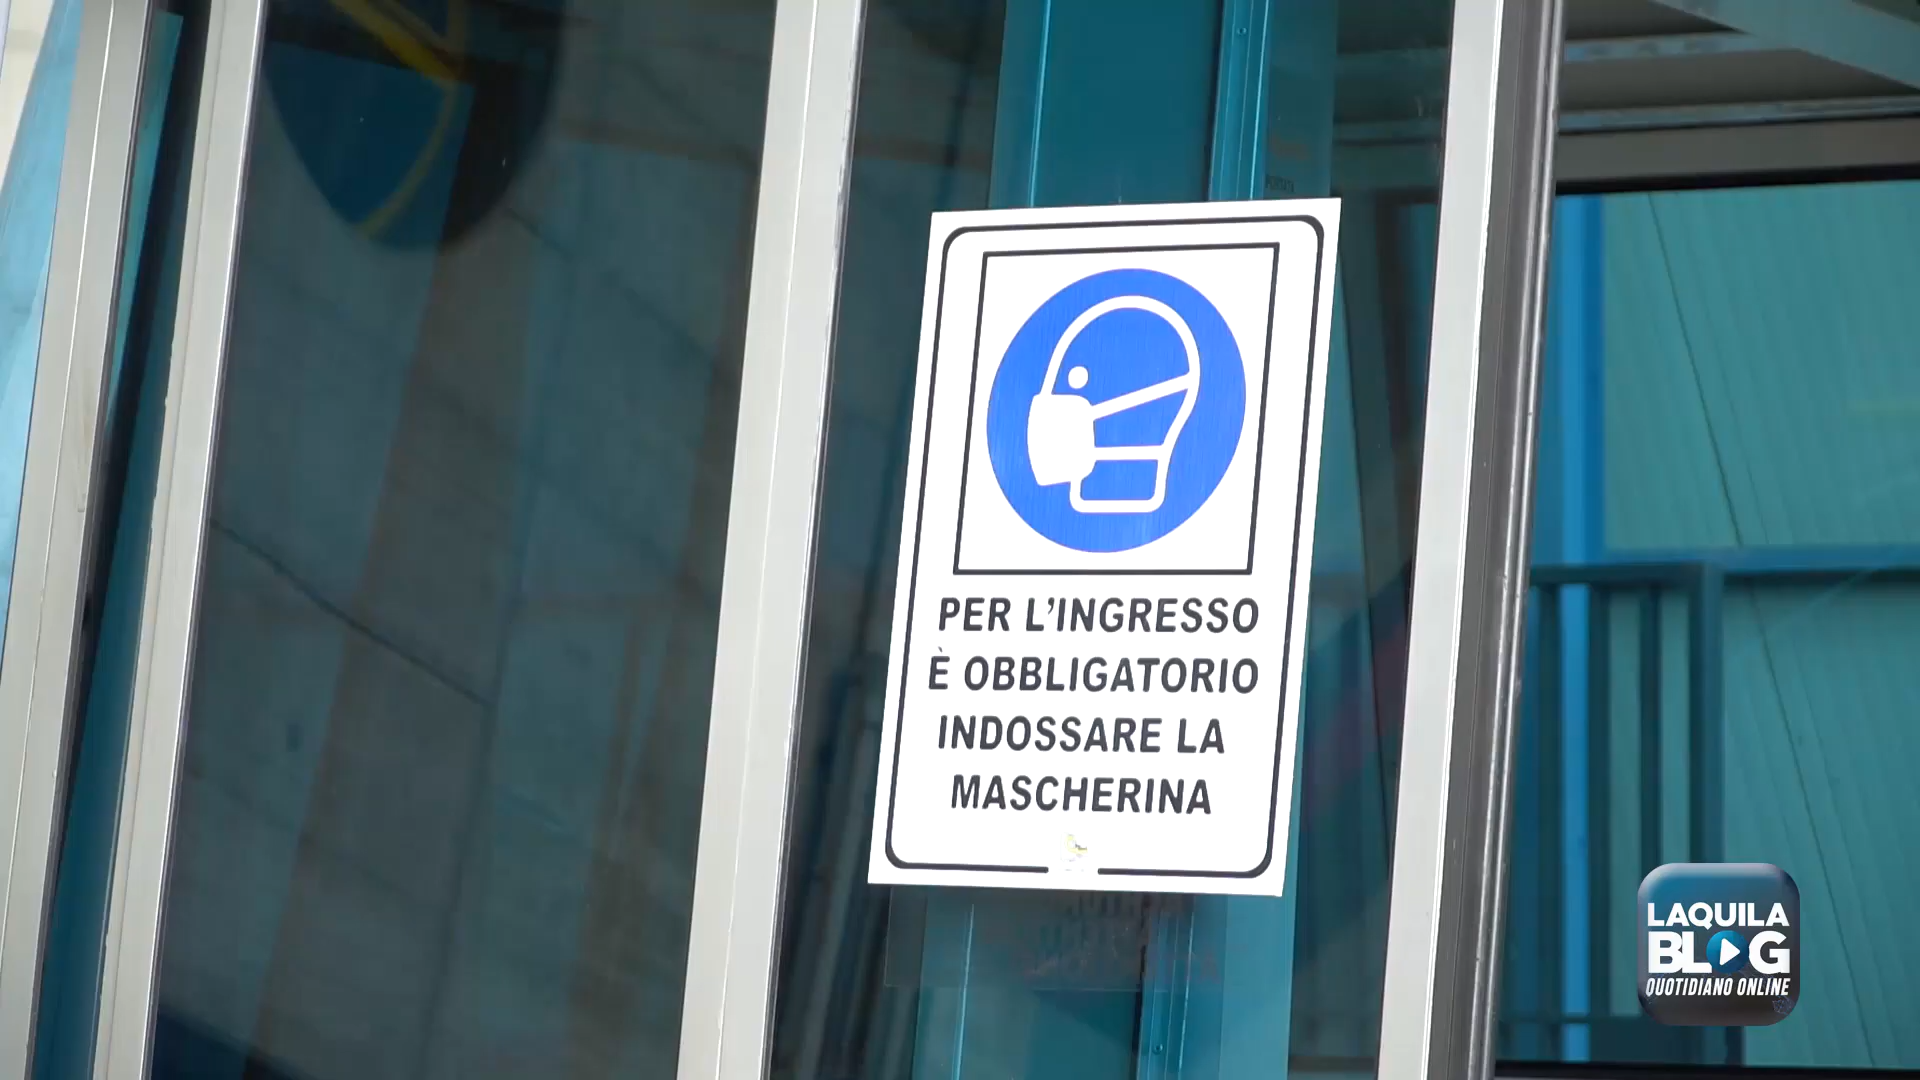 PER L'INGRESSO
È OBBLIGATORIO
INDOSSARE LA
MASCHERINA
LAQUILA
BLOG
QUOTIDIANO ONLINE